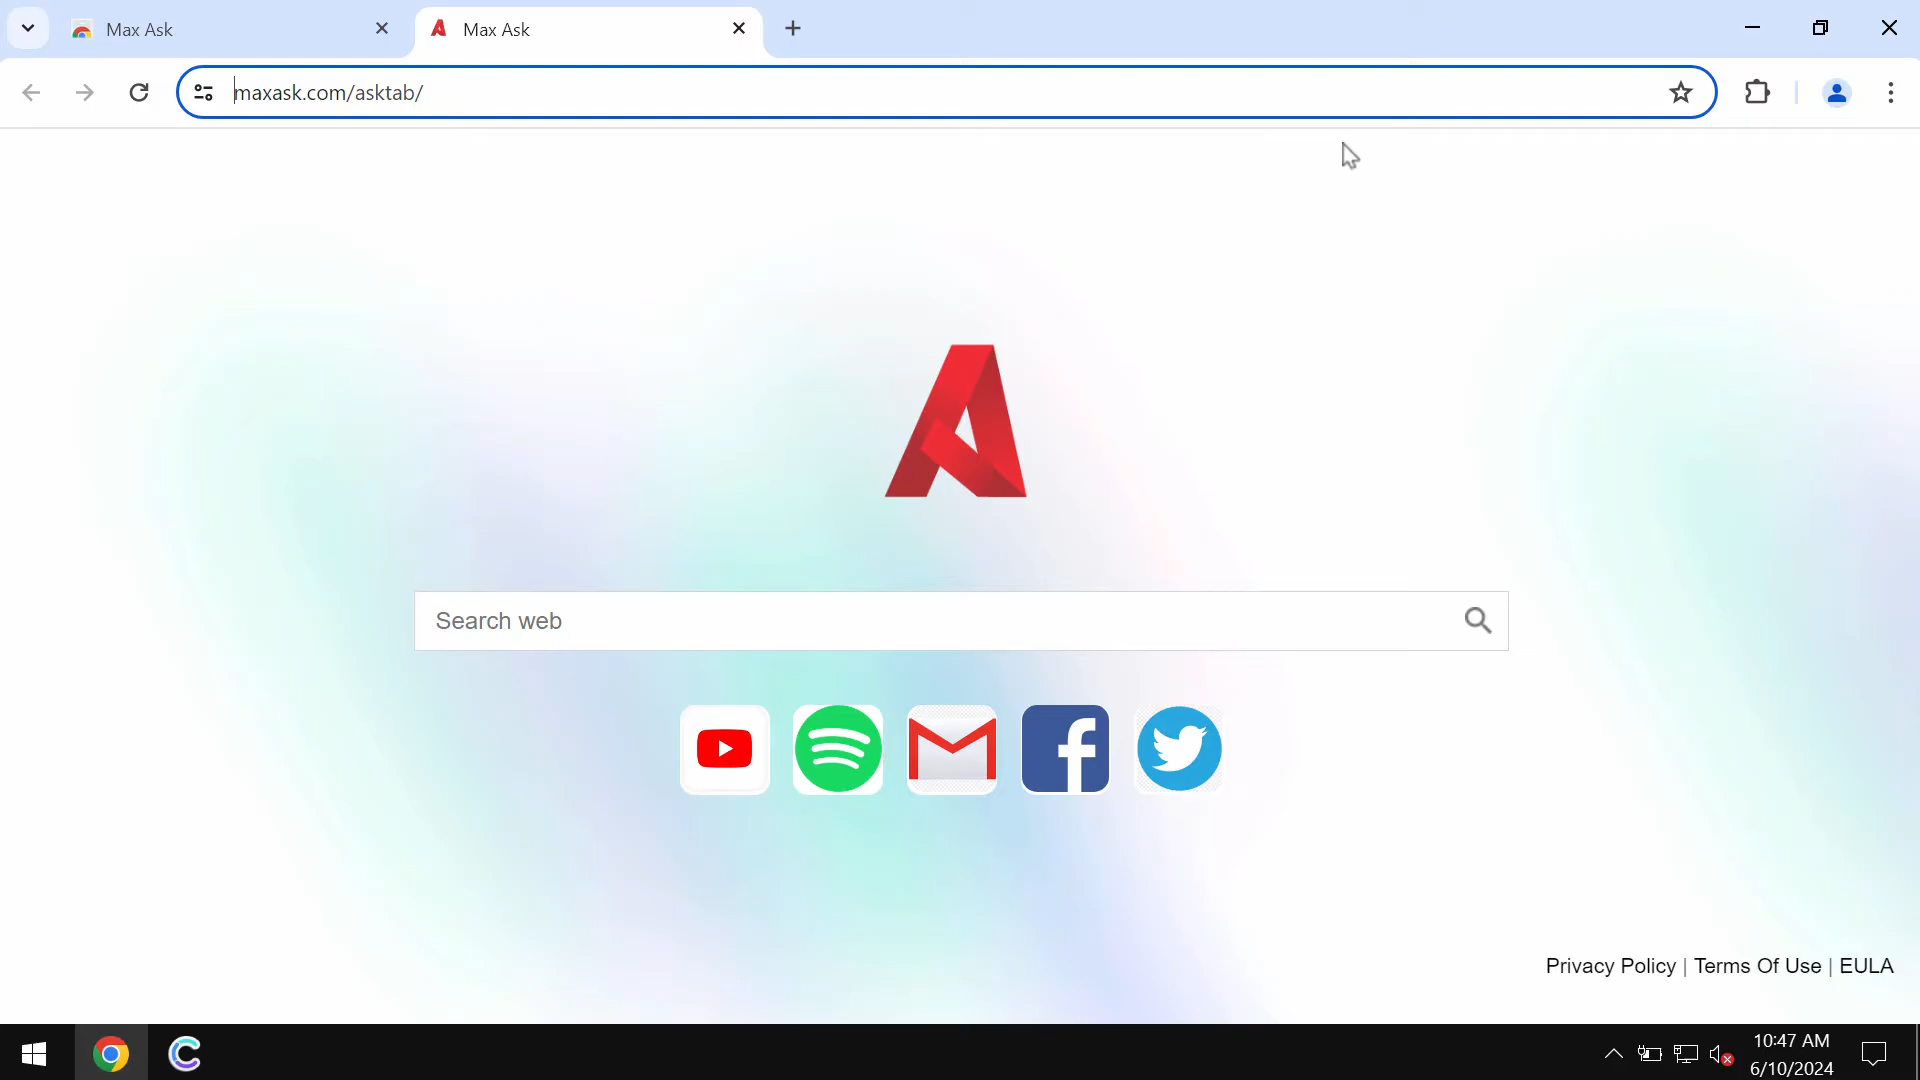 Max Ask
Max Ask
maxask.com/asktab/
Search web
Privacy Policy | Terms Of Use | EULA
10:47 AM
6/10/2024